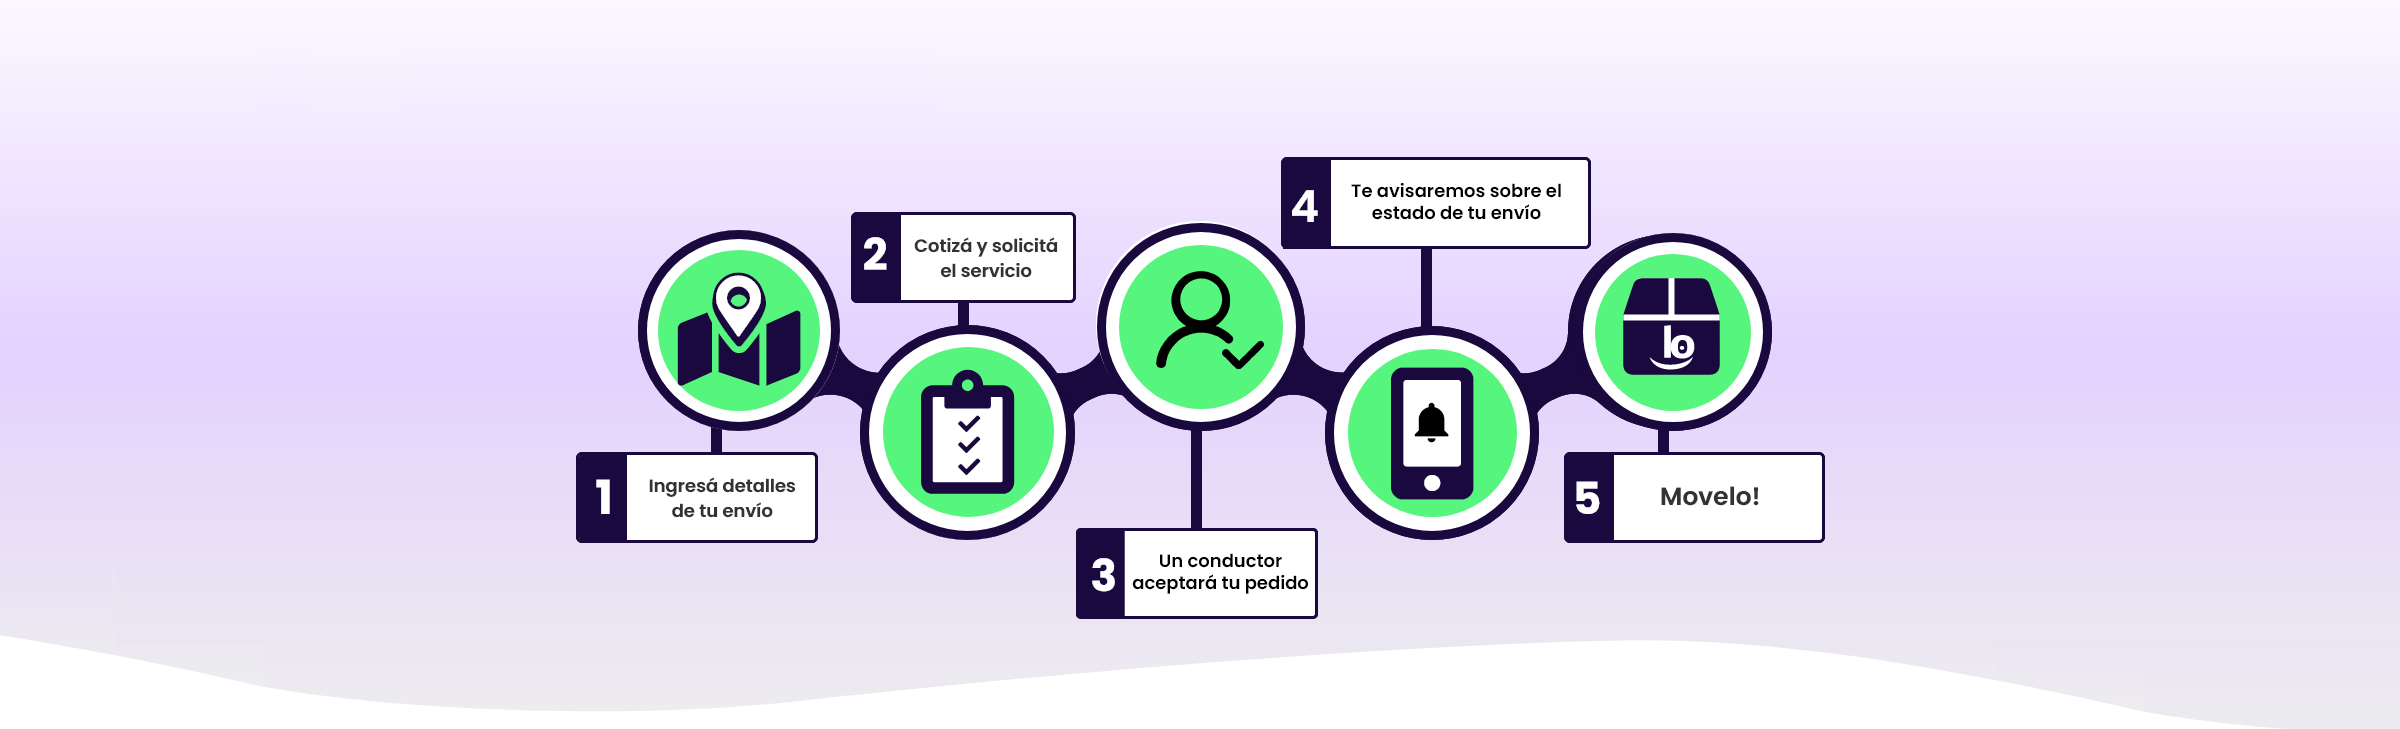 1
Ingresá detalles
de tu envío
2
Cotizá y solicitá
el servicio
3
Un conductor
aceptará tu pedido
4
Te avisaremos sobre el
estado de tu envío
5
Movelo!
lo